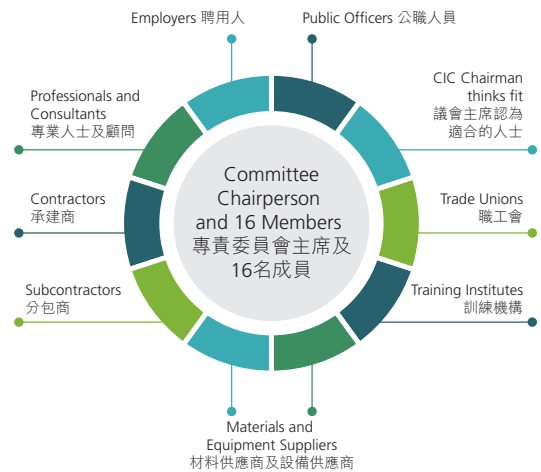 Employers 聘用人
Public Officers 公職人員
Professionals and
Consultants
專業人士及顧問
CIC Chairman
thinks fit
議會主席認為
適合的人士
Contractors
承建商
Committee
Chairperson
and 16 Members
專責委員會主席及
16名成員
Trade Unions
職工會
Subcontractors
分包商
Training Institutes
訓練機構
Materials and
Equipment Suppliers
材料供應商及設備供應商